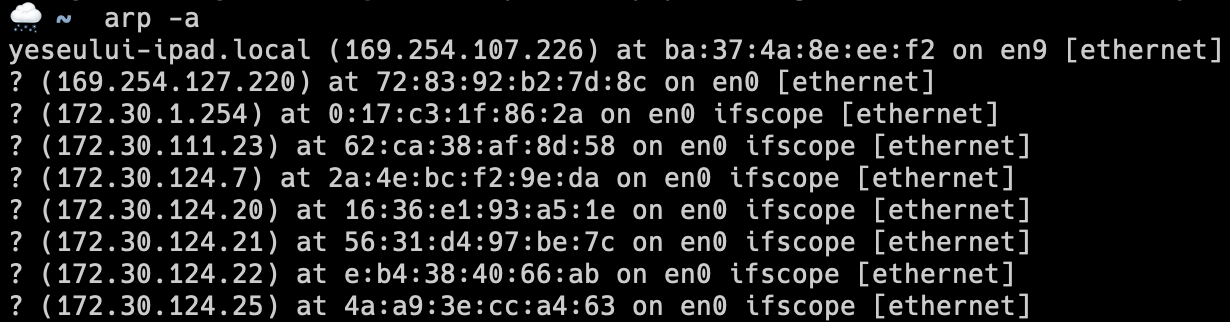 ~ arp -a
yeseului-ipad.local (169.254.107.226) at ba:37:4a:8e:ee:f2 on en9 [ethernet]
? (169.254.127.220) at 72:83:92:b2:7d:8c on en0 [ethernet]
? (172.30.1.254) at 0:17:c3:1f:86:2a on en0 ifscope [ethernet]
? (172.30.111.23) at 62:ca:38:af:8d:58 on en0 ifscope [ethernet]
? (172.30.124.7) at 2a:4e:bc:f2:9e:da on en0 ifscope [ethernet]
? (172.30.124.20) at 16:36:e1:93:a5:1e on en0 ifscope [ethernet]
? (172.30.124.21) at 56:31:d4:97:be:7c on en0 ifscope [ethernet]
? (172.30.124.22) at e:b4:38:40:66:ab on en0 ifscope [ethernet]
? (172.30.124.25) at 4a:a9:3e:cc:a4:63 on en0 ifscope [ethernet]